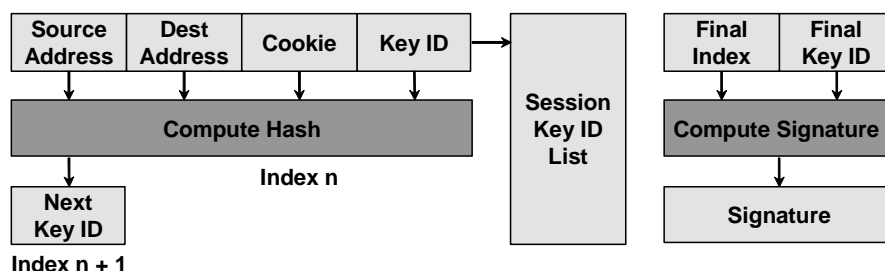 Source
Address
Dest
Address
Cookie
Key ID
Compute Hash
Index n
Next
Key ID
Index n + 1
Session
Key ID
List
Final
Index
Final
Key ID
Compute Signature
Signature